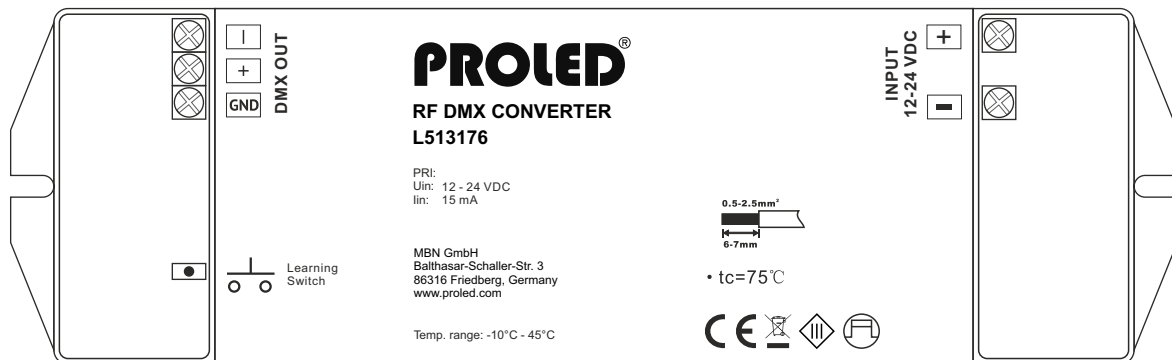 −
+
GND
DMX OUT
PROLED®
RF DMX CONVERTER
L513176
PRI:
Uin: 12 - 24 VDC
Iin: 15 mA
MBN GmbH
Balthasar-Schaller-Str. 3
86316 Friedberg, Germany
www.proled.com
Temp. range: -10°C - 45°C
Learning
Switch
INPUT
12-24 VDC
+
−
0.5-2.5mm²
6-7mm
• tc=75℃
CE
III